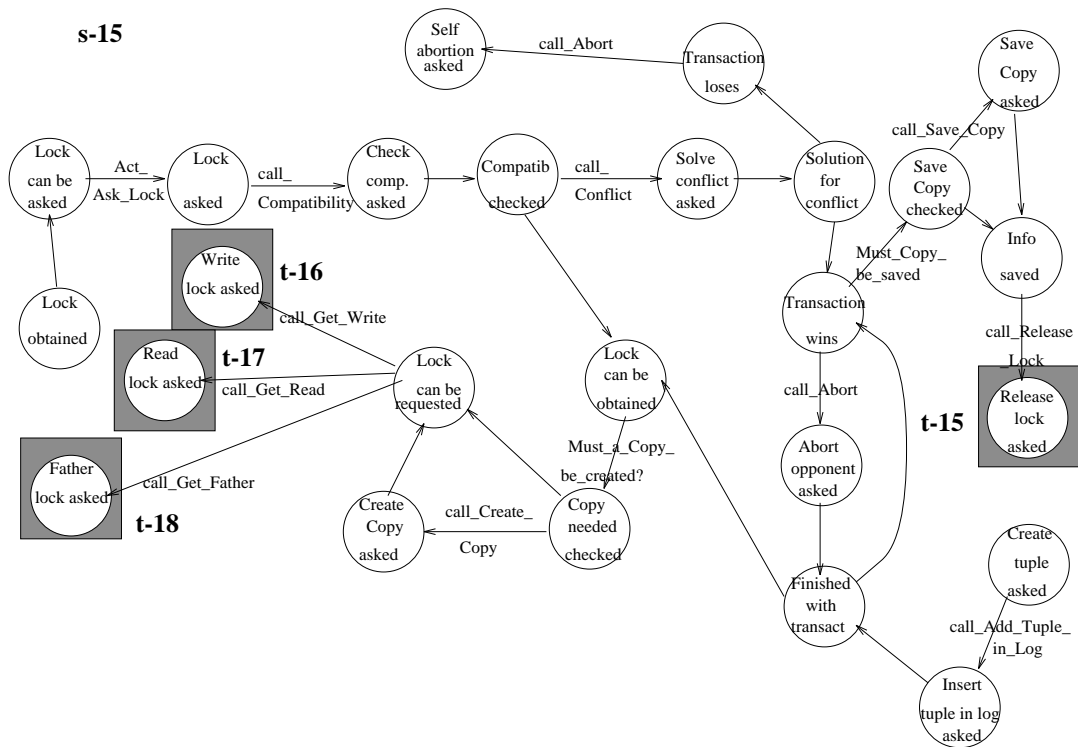 s-15
Self
abortion
asked
call_Abort
Transaction
loses
Save
Copy
asked
call_Save_Copy
Lock
can be
asked
Act_
Ask_Lock
Lock
asked
call_
Compatibility
Check
comp.
asked
Compatib
checked
call_
Conflict
Solve
conflict
asked
Solution
for
conflict
Save
Copy
checked
Must_Copy_
be_saved
Info
saved
Write
lock asked
t-16
call_Get_Write
Lock
obtained
Read
lock asked
t-17
call_Get_Read
Lock
can be
requested
Lock
can be
obtained
Transaction
wins
call_Release
_Lock
Release
lock
asked
t-15
call_Abort
Abort
opponent
asked
Father
lock asked
call_Get_Father
t-18
Must_a_Copy_
be_created?
Create
Copy
asked
call_Create_
Copy
Copy
needed
checked
Finished
with
transact
Create
tuple
asked
call_Add_Tuple_
in_Log
Insert
tuple in log
asked